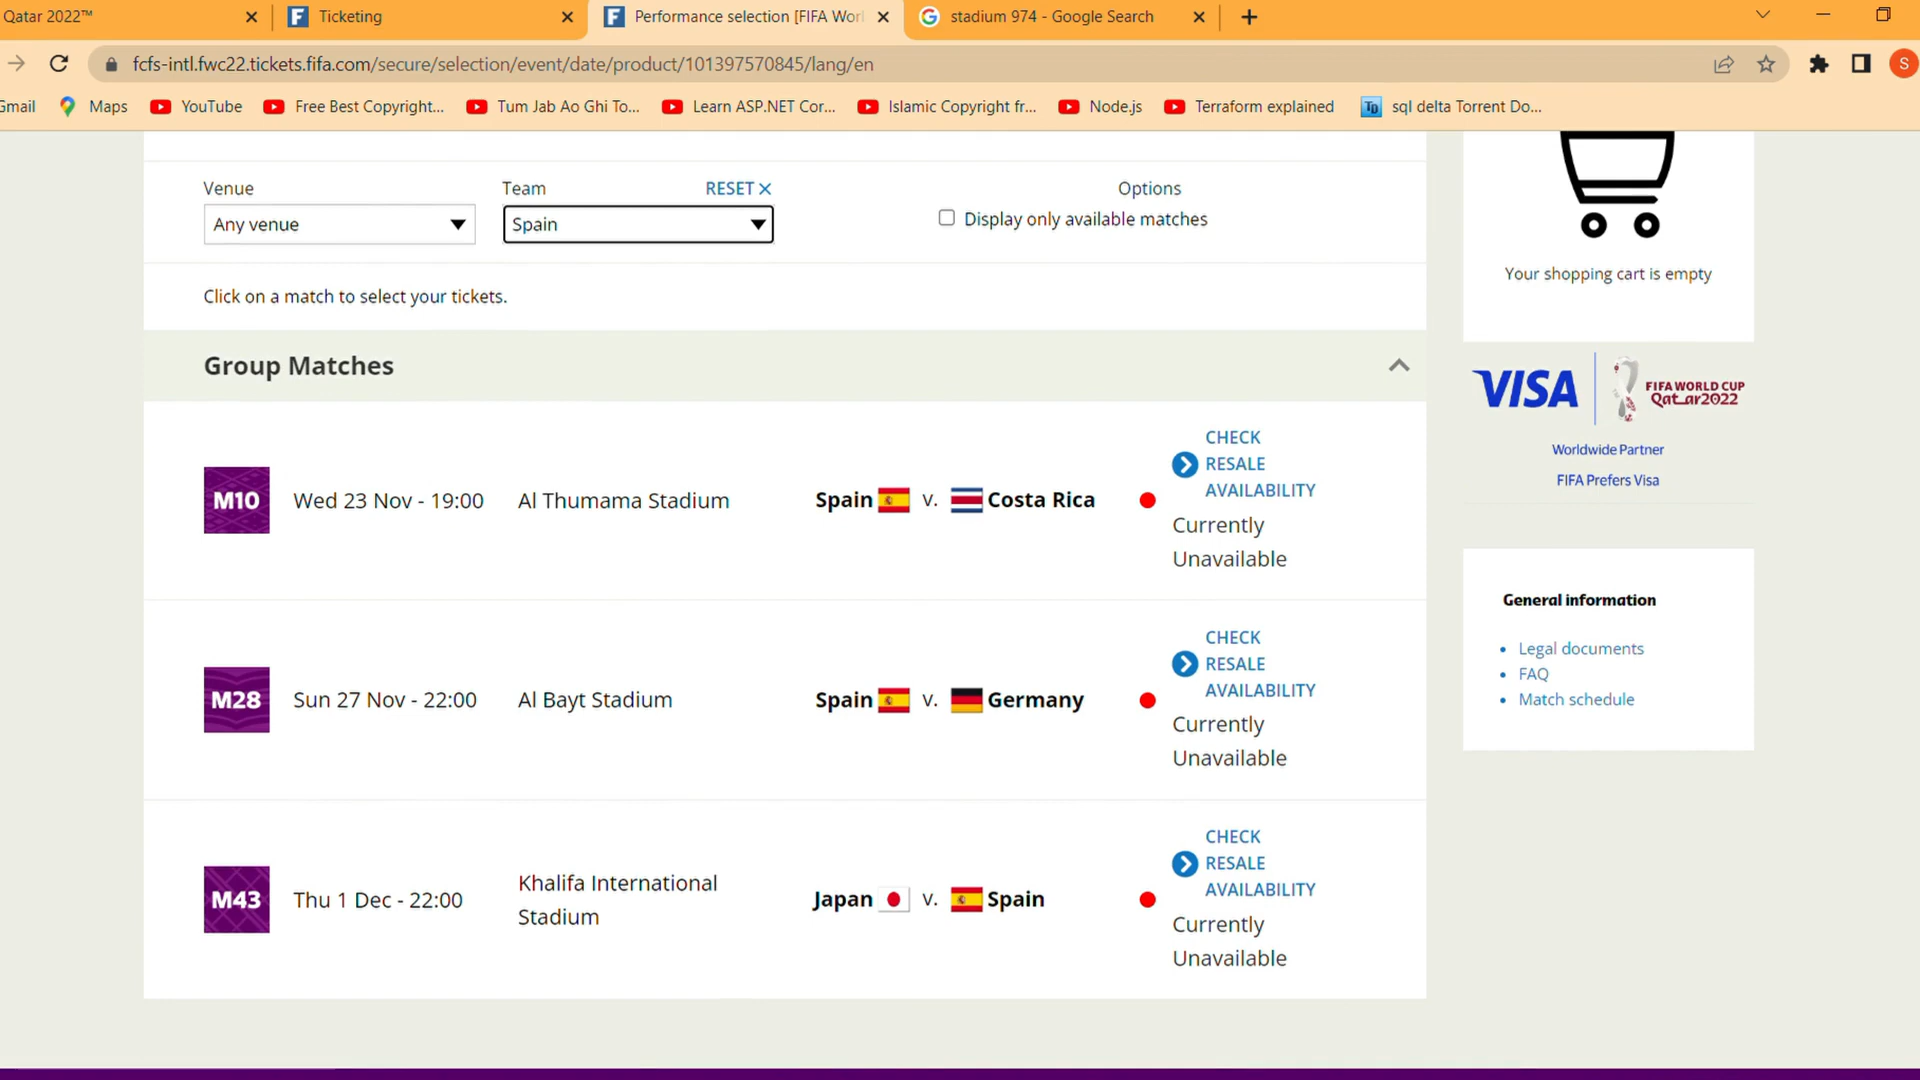 Qatar 2022™
Ticketing
Performance selection [FIFA Worl
stadium 974 - Google Search
S
fcfs-intl.fwc22.tickets.fifa.com/secure/selection/event/date/product/101397570845/lang/en
Gmail
Maps
YouTube
Free Best Copyright...
Tum Jab Ao Ghi To...
Learn ASP.NET Cor...
Islamic Copyright fr...
Node.js
Terraform explained
sql delta Torrent Do...
Venue
Team
RESET
Options
Any venue
Spain
Display only available matches
Click on a match to select your tickets.
Group Matches
M10
Wed 23 Nov - 19:00
Al Thumama Stadium
Spain v. Costa Rica
CHECK
RESALE
AVAILABILITY
Currently
Unavailable
M28
Sun 27 Nov - 22:00
Al Bayt Stadium
Spain v. Germany
CHECK
RESALE
AVAILABILITY
Currently
Unavailable
M43
Thu 1 Dec - 22:00
Khalifa International
Stadium
Japan v. Spain
CHECK
RESALE
AVAILABILITY
Currently
Unavailable
Your shopping cart is empty
VISA
FIFA WORLD CUP
Qatar2022
Worldwide Partner
FIFA Prefers Visa
General information
Legal documents
FAQ
Match schedule